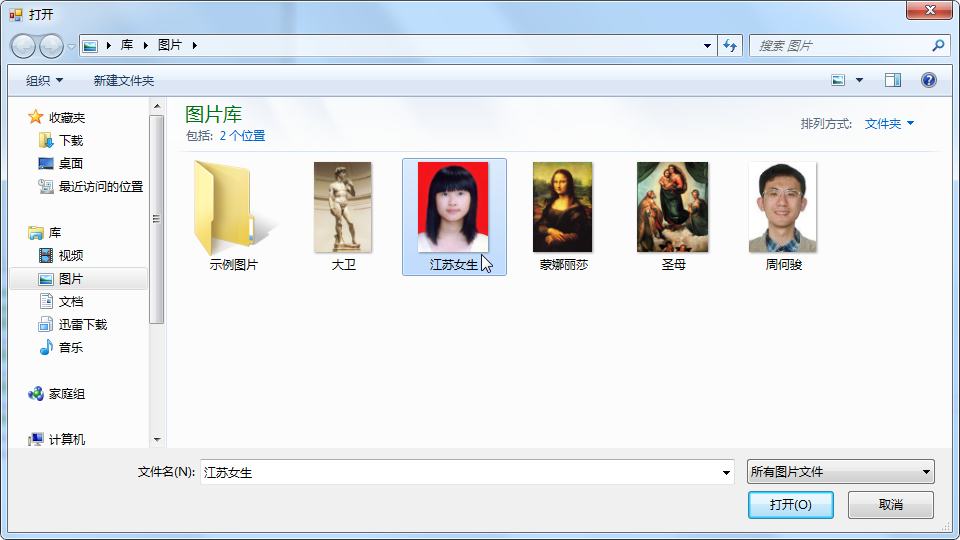 打开
库 图片
搜索 图片
组织 新建文件夹
收藏夹
下载
桌面
最近访问的位置
库
视频
图片
文档
迅雷下载
音乐
家庭组
计算机
图片库
包括: 2 个位置
排列方式: 文件夹
示例图片 大卫 江苏女生 蒙娜丽莎 圣母 周何骏
文件名(N): 江苏女生 所有图片文件
打开(O) 取消